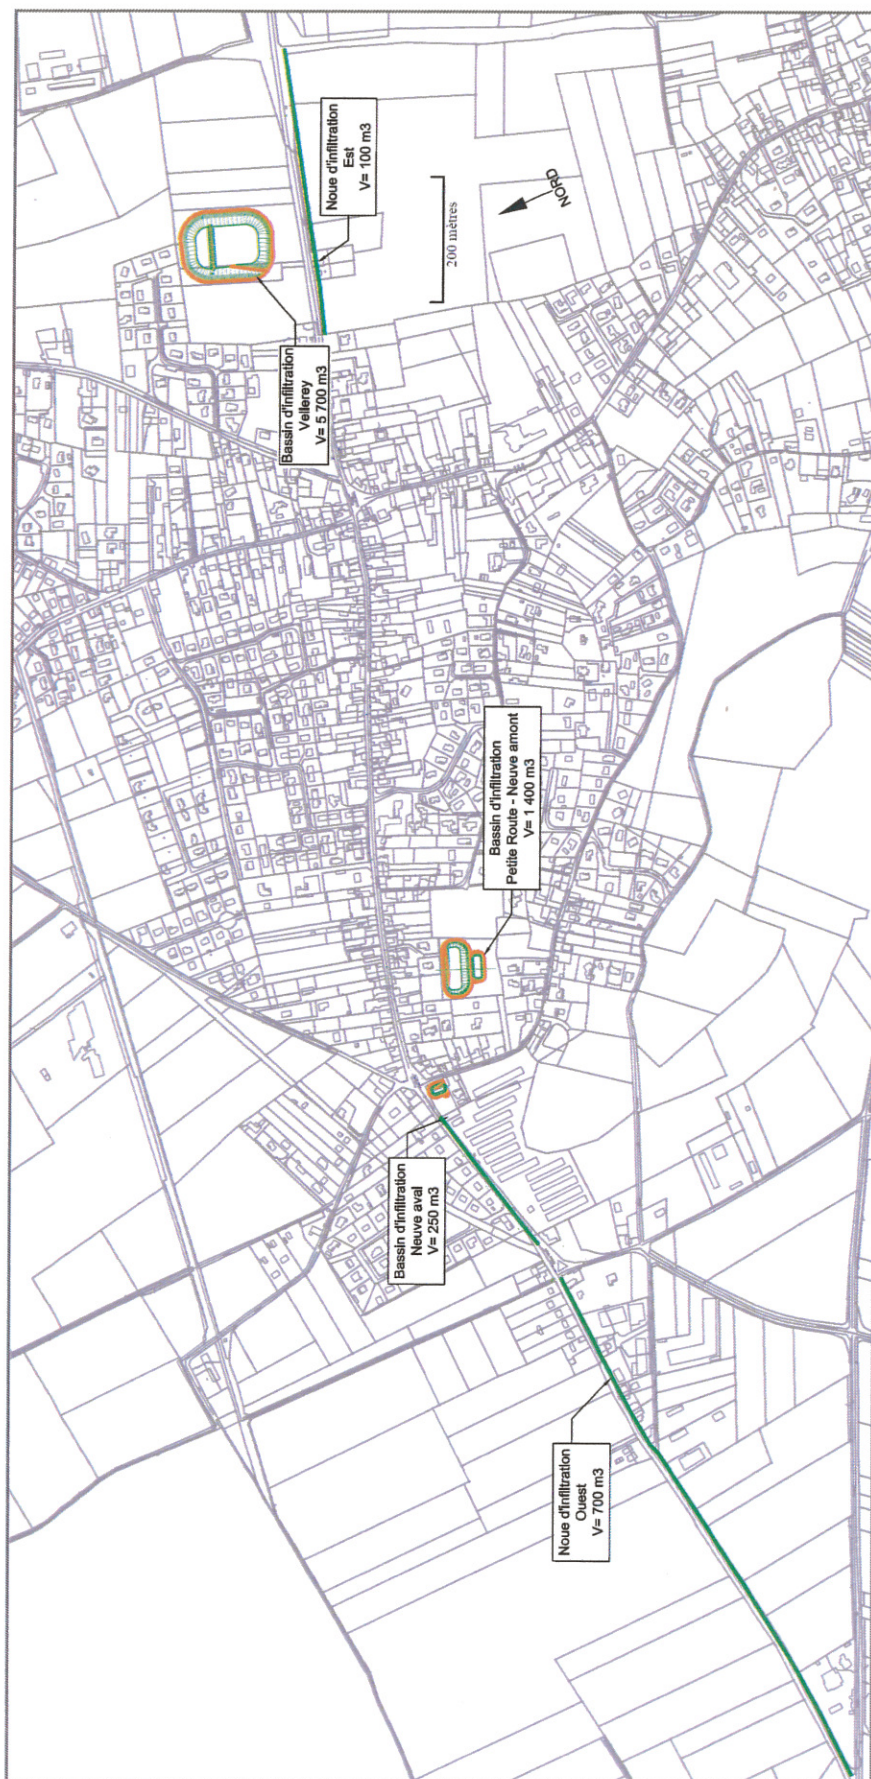 Noue d'infiltration
Est
V= 100 m3
200 mètres
NORD
Bassin d'infiltration
Vellerey
V= 5 700 m3
Bassin d'infiltration
Petite Route - Neuve amont
V= 1 400 m3
Bassin d'infiltration
Neuve aval
V= 250 m3
Noue d'infiltration
Ouest
V= 700 m3